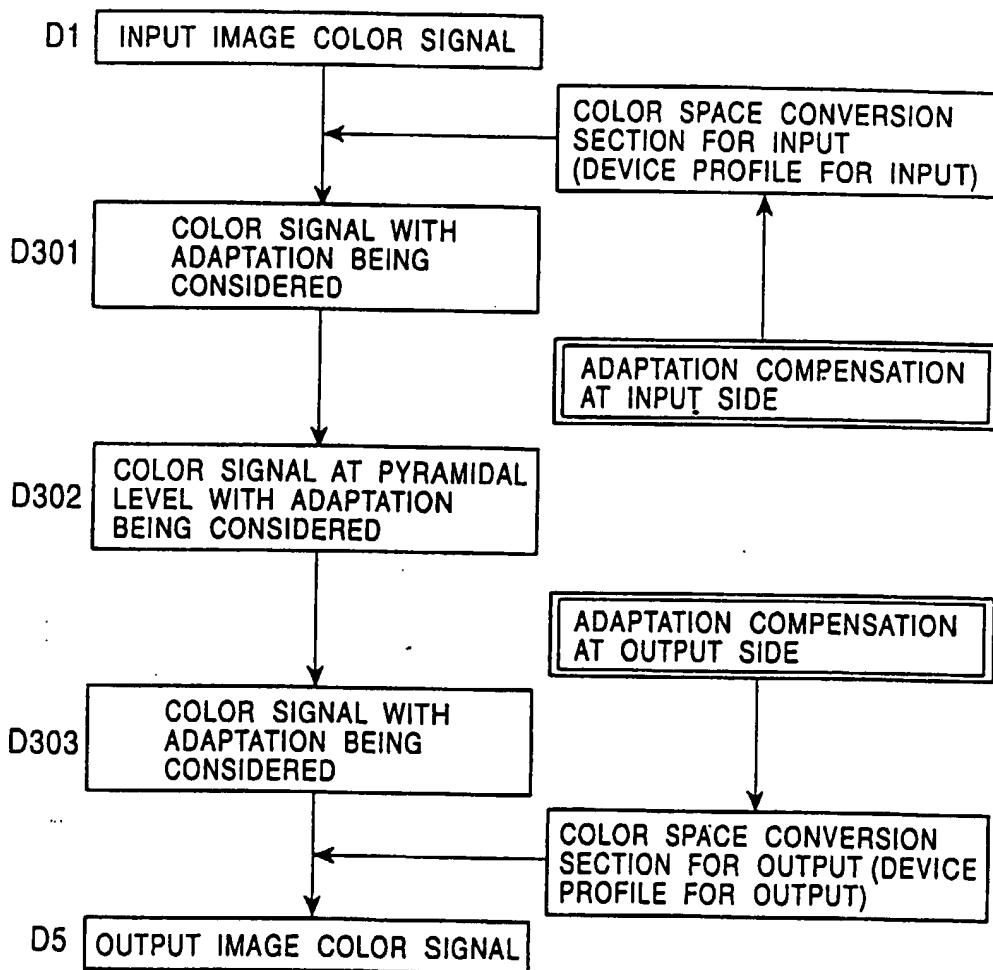 D1 INPUT IMAGE COLOR SIGNAL
COLOR SPACE CONVERSION
SECTION FOR INPUT
(DEVICE PROFILE FOR INPUT)
D301
COLOR SIGNAL WITH
ADAPTATION BEING
CONSIDERED
ADAPTATION COMPENSATION
AT INPUT SIDE
D302
COLOR SIGNAL AT PYRAMIDAL
LEVEL WITH ADAPTATION
BEING CONSIDERED
ADAPTATION COMPENSATION
AT OUTPUT SIDE
D303
COLOR SIGNAL WITH
ADAPTATION BEING
CONSIDERED
COLOR SPACE CONVERSION
SECTION FOR OUTPUT (DEVICE
PROFILE FOR OUTPUT)
D5 OUTPUT IMAGE COLOR SIGNAL